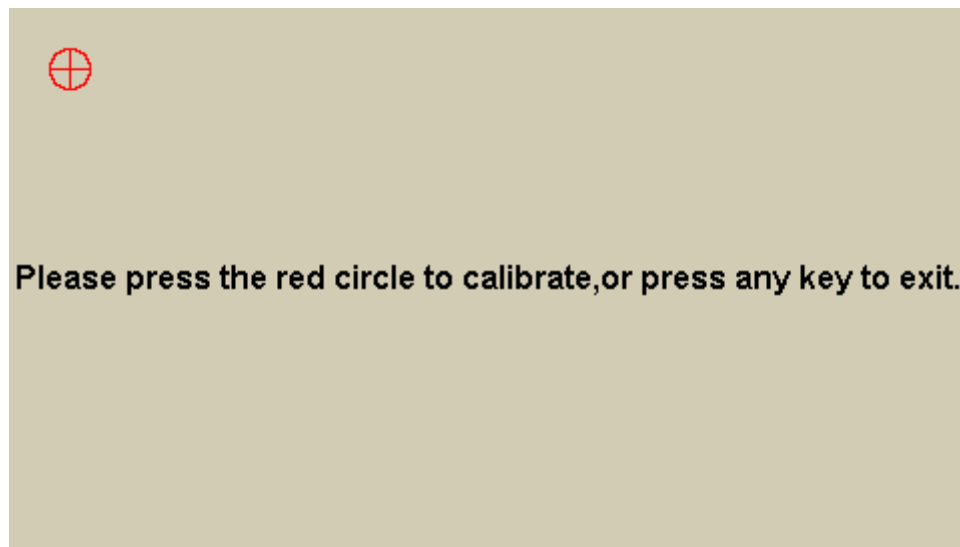 Please press the red circle to calibrate,or press any key to exit.